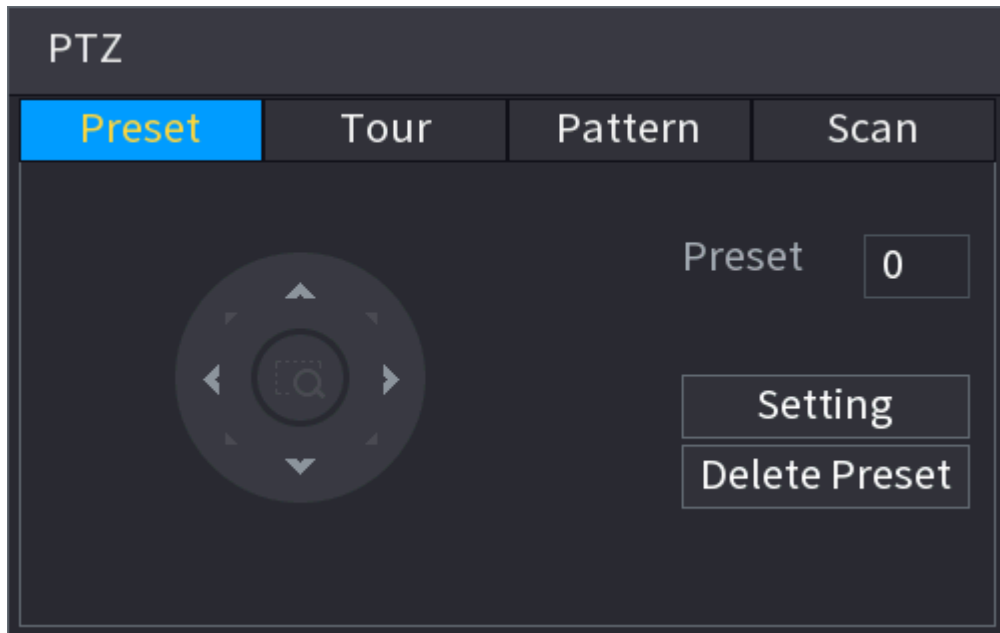 PTZ
Preset Tour Pattern Scan
Preset 0
Setting
Delete Preset